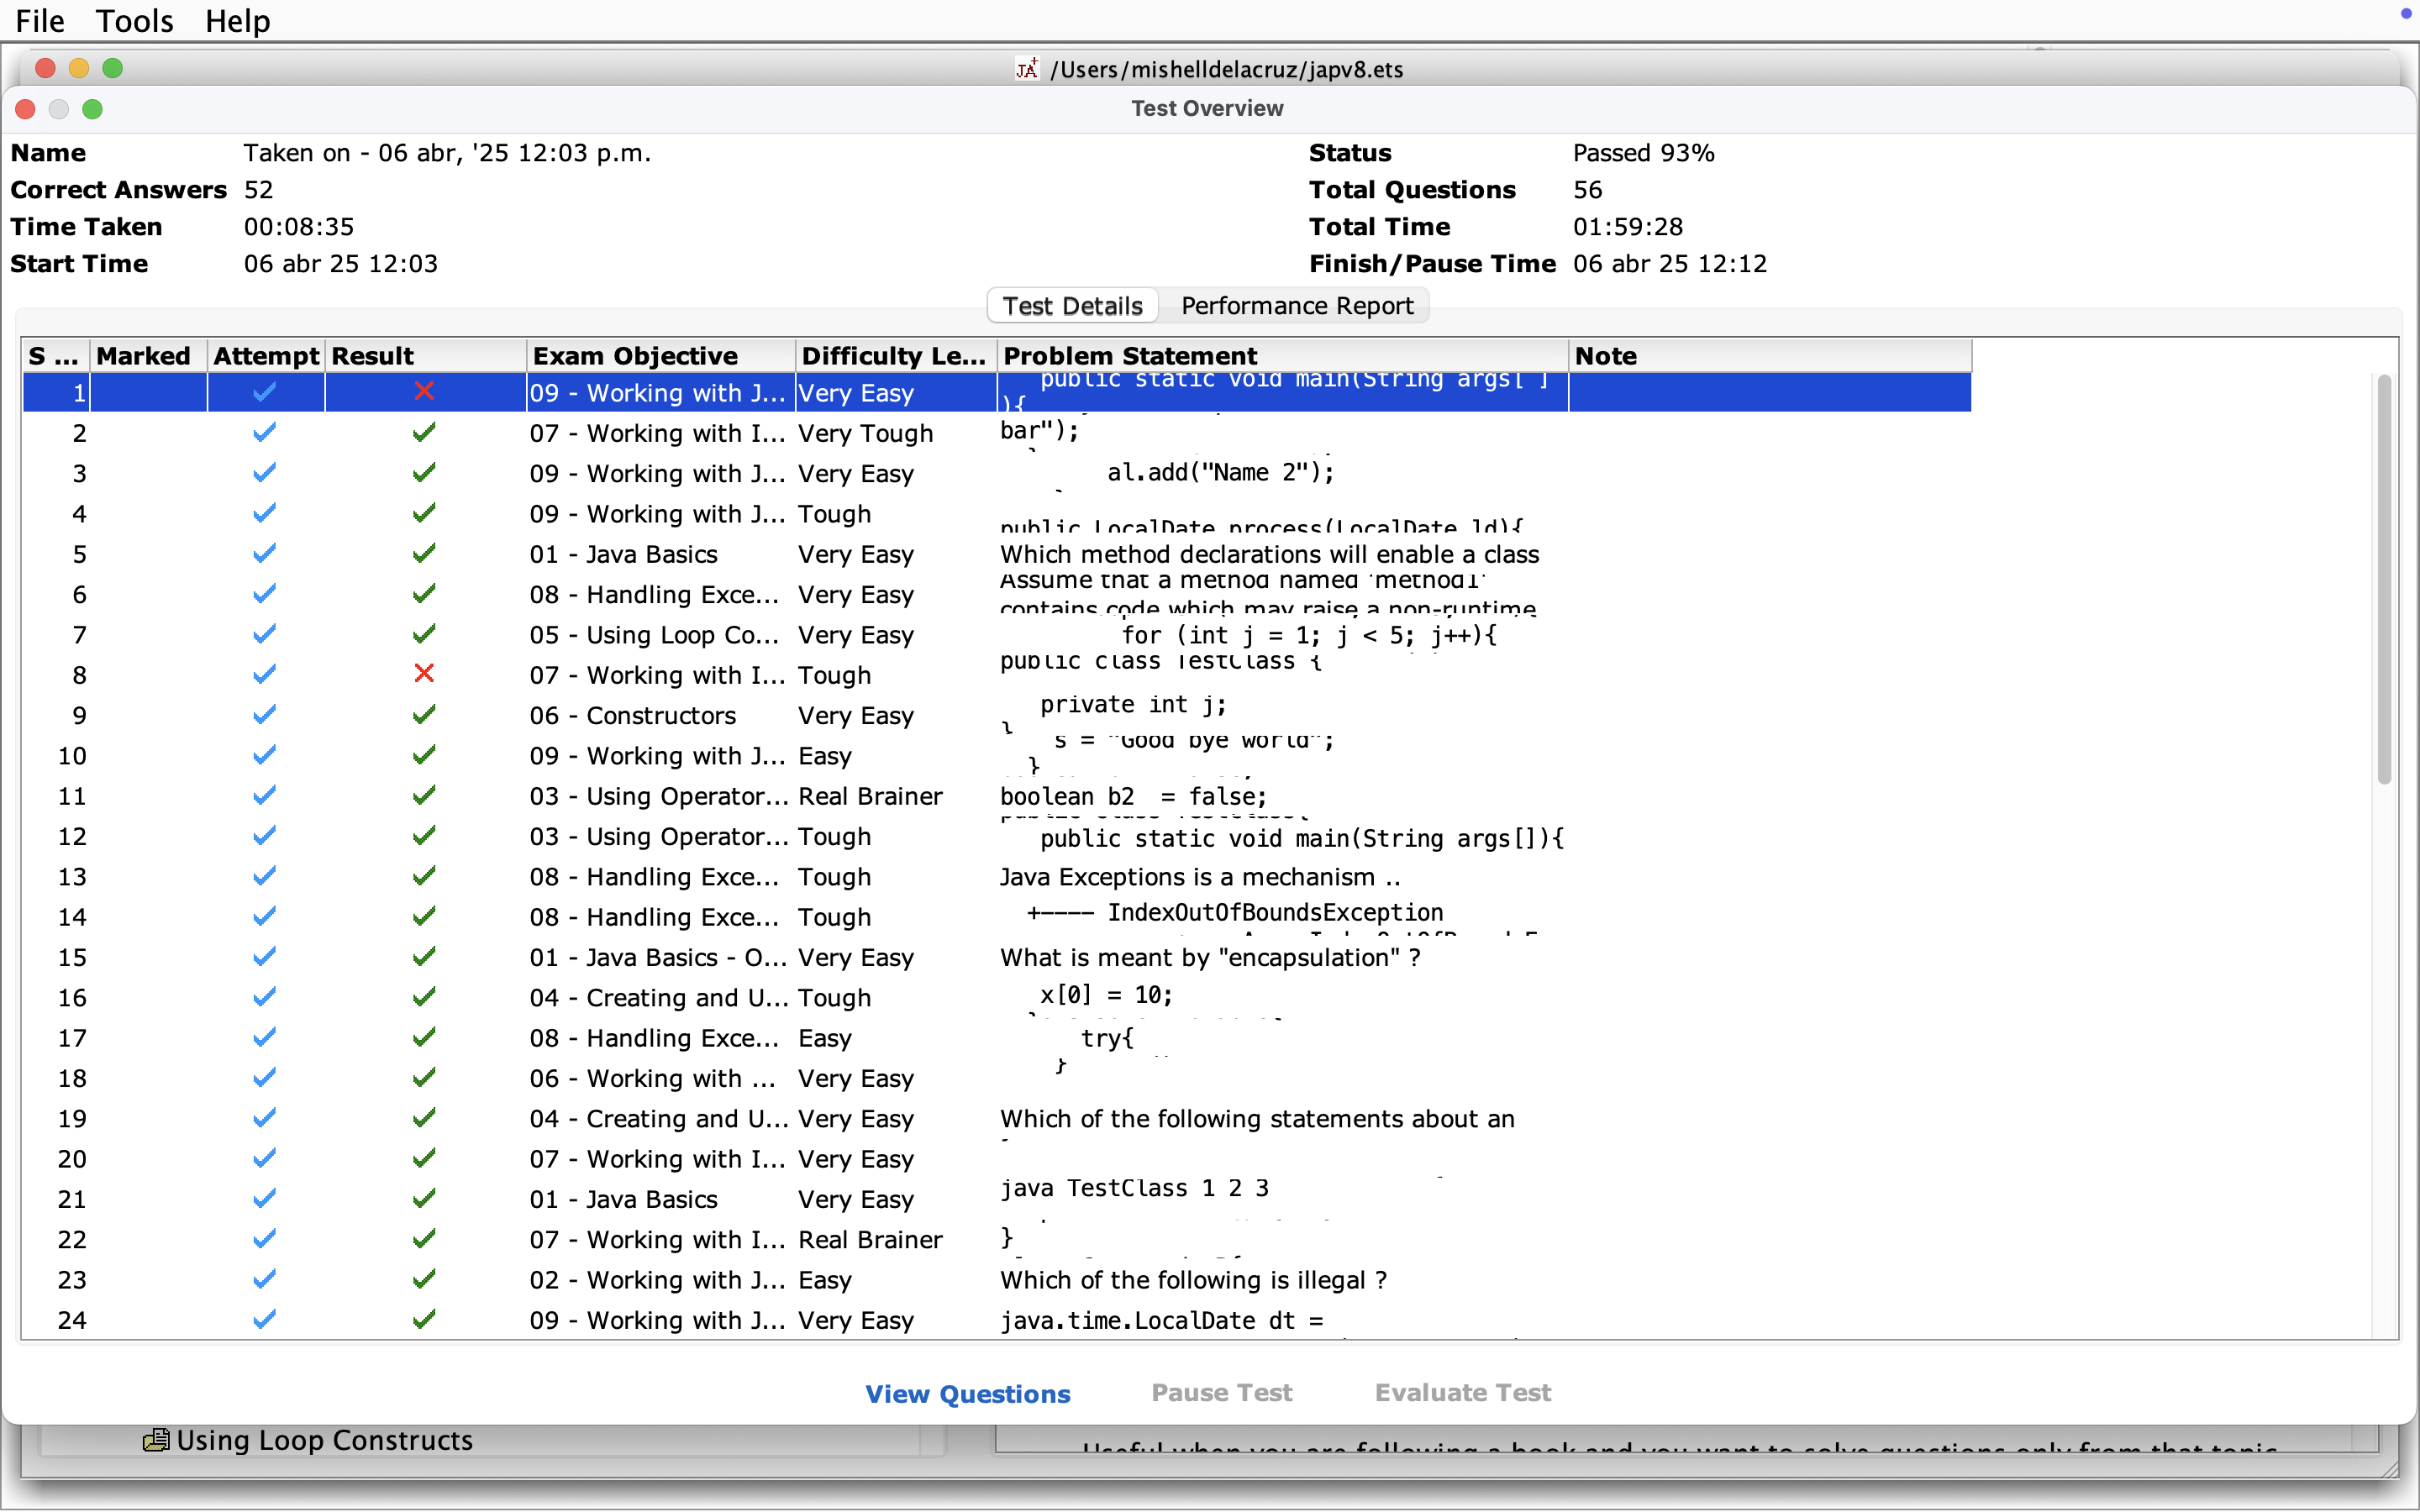 File Tools Help
/Users/mishelldelacruz/japv8.ets
Test Overview
Name Taken on - 06 abr, '25 12:03 p.m. Status Passed 93%
Correct Answers 52 Total Questions 56
Time Taken 00:08:35 Total Time 01:59:28
Start Time 06 abr 25 12:03 Finish/Pause Time 06 abr 25 12:12
Test Details Performance Report
S ... Marked Attempt Result Exam Objective Difficulty Le... Problem Statement Note
1 09 - Working with J... Very Easy public static void main(String args[ ]
){
2 07 - Working with I... Very Tough bar");
3 09 - Working with J... Very Easy al.add("Name 2");
4 09 - Working with J... Tough public LocalDate process(LocalDate ld){
5 01 - Java Basics Very Easy Which method declarations will enable a class
6 08 - Handling Exce... Very Easy Assume that a method named 'method1'
contains code which may raise a non-runtime
7 05 - Using Loop Co... Very Easy for (int j = 1; j < 5; j++){
8 07 - Working with I... Tough public class TestClass {
9 06 - Constructors Very Easy private int j;
}
10 09 - Working with J... Easy s = "Good bye world";
}
11 03 - Using Operator... Real Brainer boolean b2 = false;
12 03 - Using Operator... Tough public static void main(String args[]){
13 08 - Handling Exce... Tough Java Exceptions is a mechanism ..
14 08 - Handling Exce... Tough +---- IndexOutOfBoundsException
15 01 - Java Basics - O... Very Easy What is meant by "encapsulation" ?
16 04 - Creating and U... Tough x[0] = 10;
17 08 - Handling Exce... Easy try{
18 06 - Working with ... Very Easy }
19 04 - Creating and U... Very Easy Which of the following statements about an
20 07 - Working with I... Very Easy
21 01 - Java Basics Very Easy java TestClass 1 2 3
22 07 - Working with I... Real Brainer }
23 02 - Working with J... Easy Which of the following is illegal ?
24 09 - Working with J... Very Easy java.time.LocalDate dt =
View Questions Pause Test Evaluate Test
Using Loop Constructs
Useful when you are following a book and you want to solve questions only from that topic